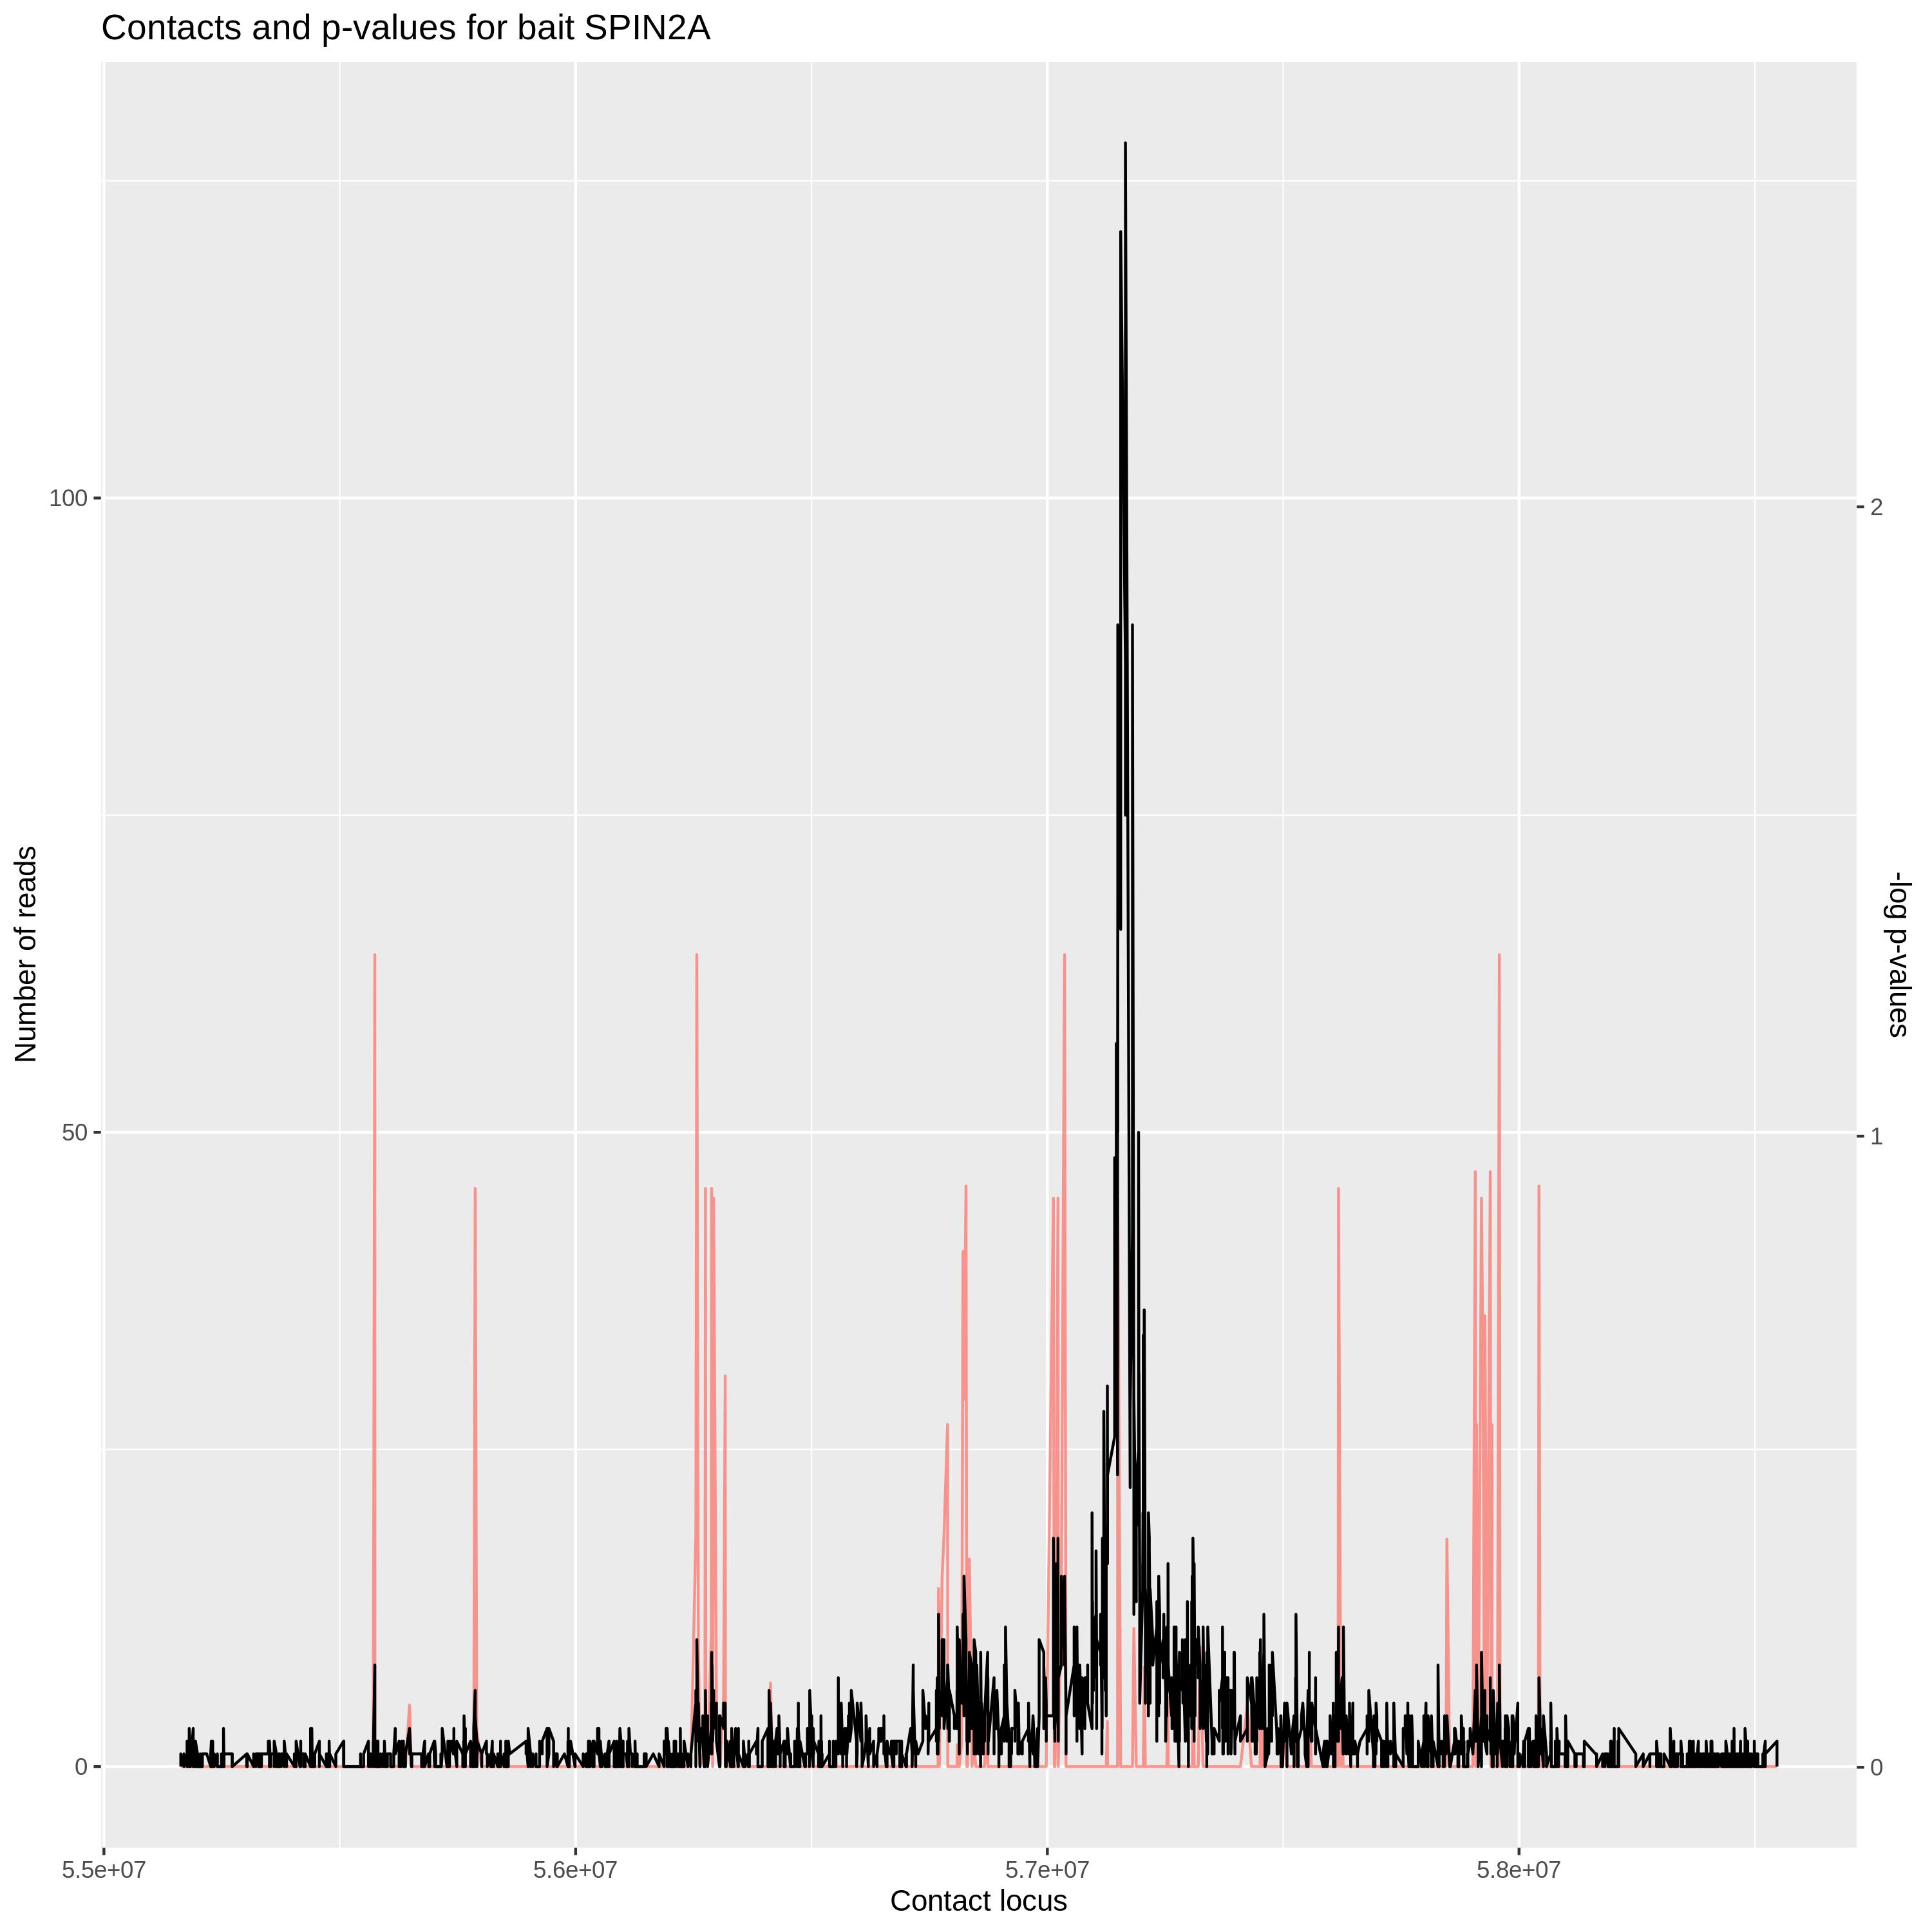 Contacts and p-values for bait SPIN2A
Number of reads
100
50
0
2
1
0
-log p-values
5.5e+07
5.6e+07
5.7e+07
5.8e+07
Contact locus